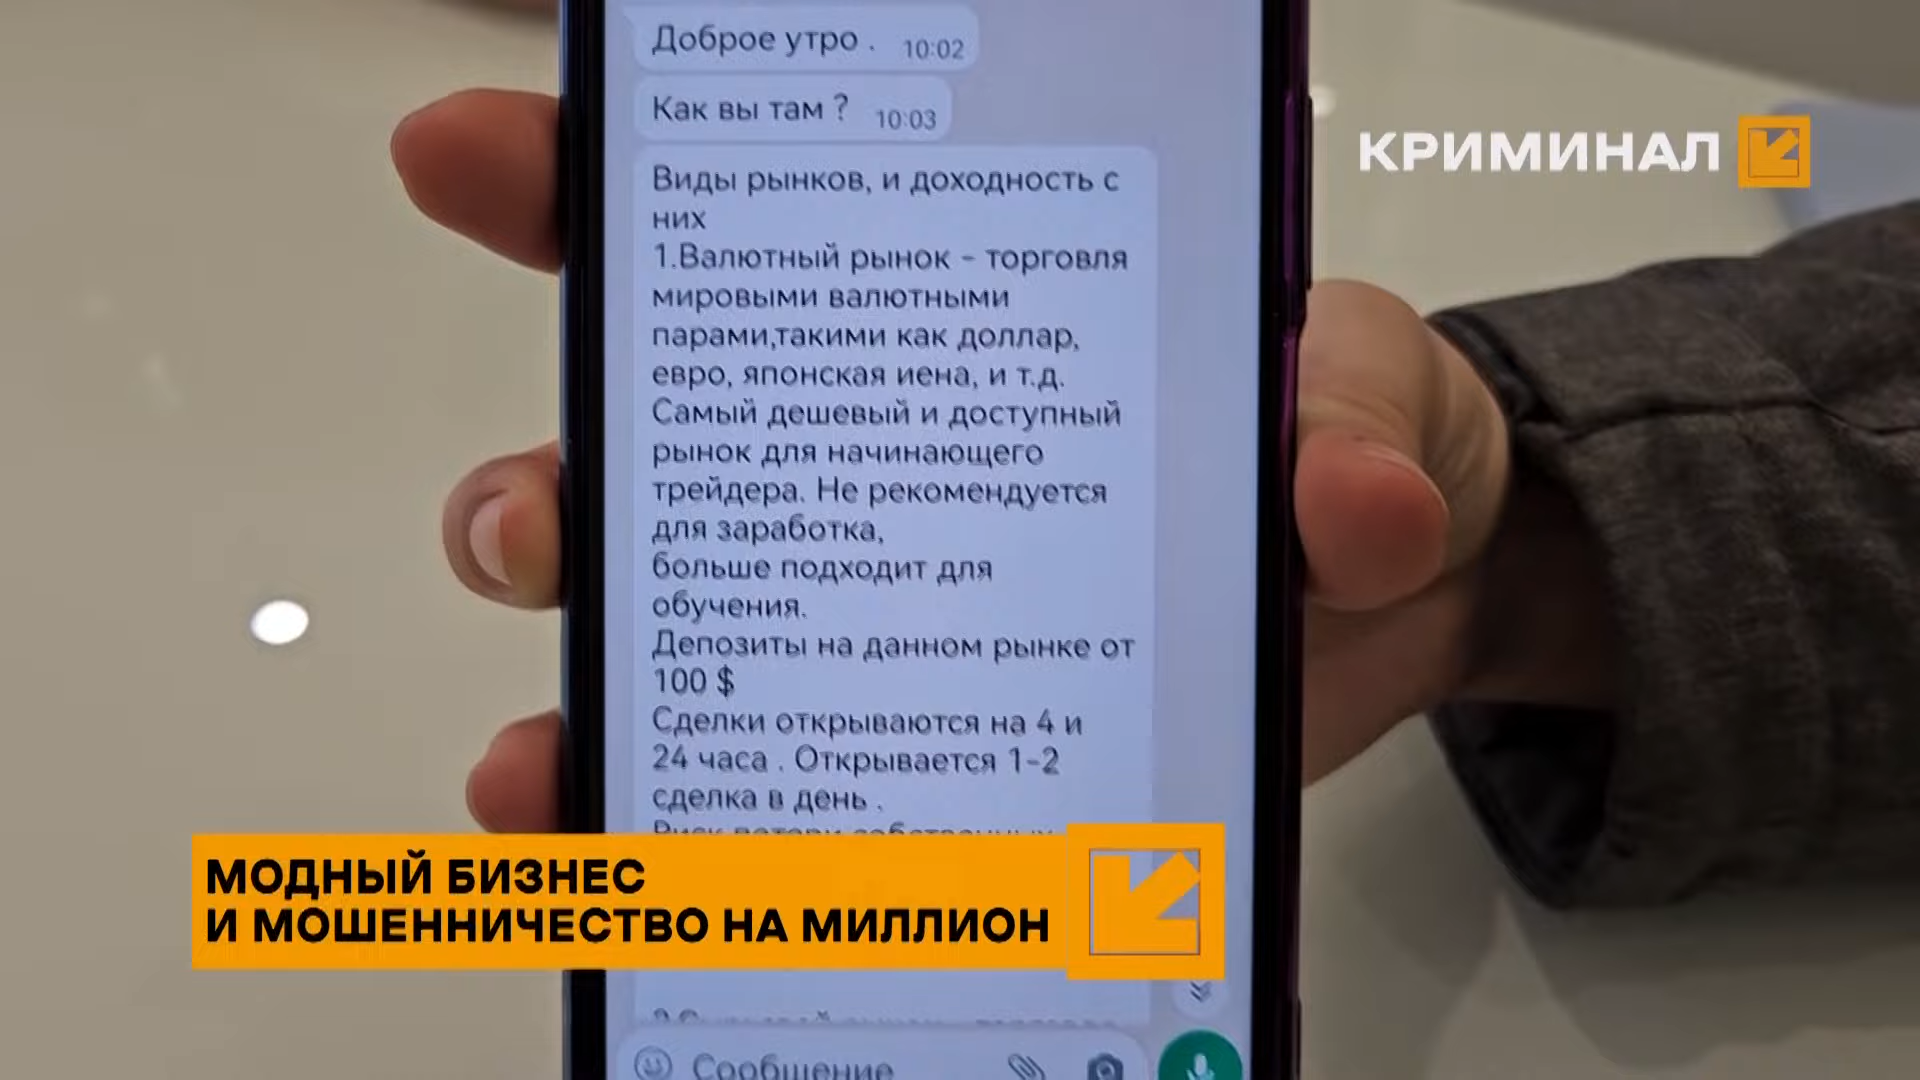 Доброе утро . 10:02
Как вы там ? 10:03
КРИМИНАЛ
Виды рынков, и доходность с
них
1.Валютный рынок - торговля
мировыми валютными
парами,такими как доллар,
евро, японская иена, и т.д.
Самый дешевый и доступный
рынок для начинающего
трейдера. Не рекомендуется
для заработка,
больше подходит для
обучения.
Депозиты на данном рынке от
100 $
Сделки открываются на 4 и
24 часа . Открывается 1-2
сделка в день .
МОДНЫЙ БИЗНЕС
И МОШЕННИЧЕСТВО НА МИЛЛИОН
Сообщение